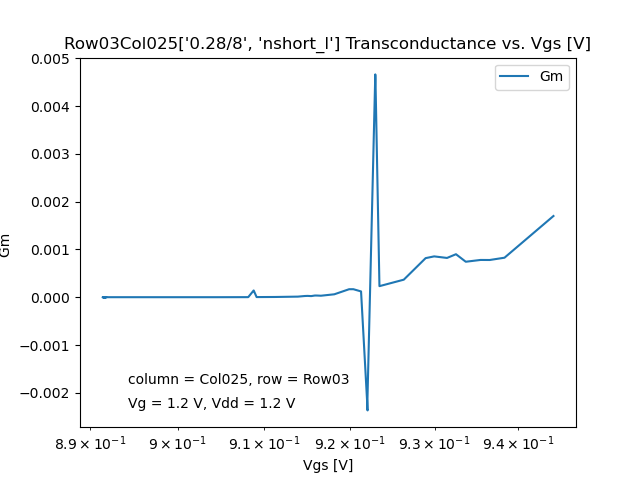 Row03Col025['0.28/8', 'nshort_l'] Transconductance vs. Vgs [V]
Gm
0.005
0.004
0.003
0.002
0.001
0.000
−0.001
−0.002
Gm
column = Col025, row = Row03
Vg = 1.2 V, Vdd = 1.2 V
8.9 × 10⁻¹ 9 × 10⁻¹ 9.1 × 10⁻¹ 9.2 × 10⁻¹ 9.3 × 10⁻¹ 9.4 × 10⁻¹
Vgs [V]